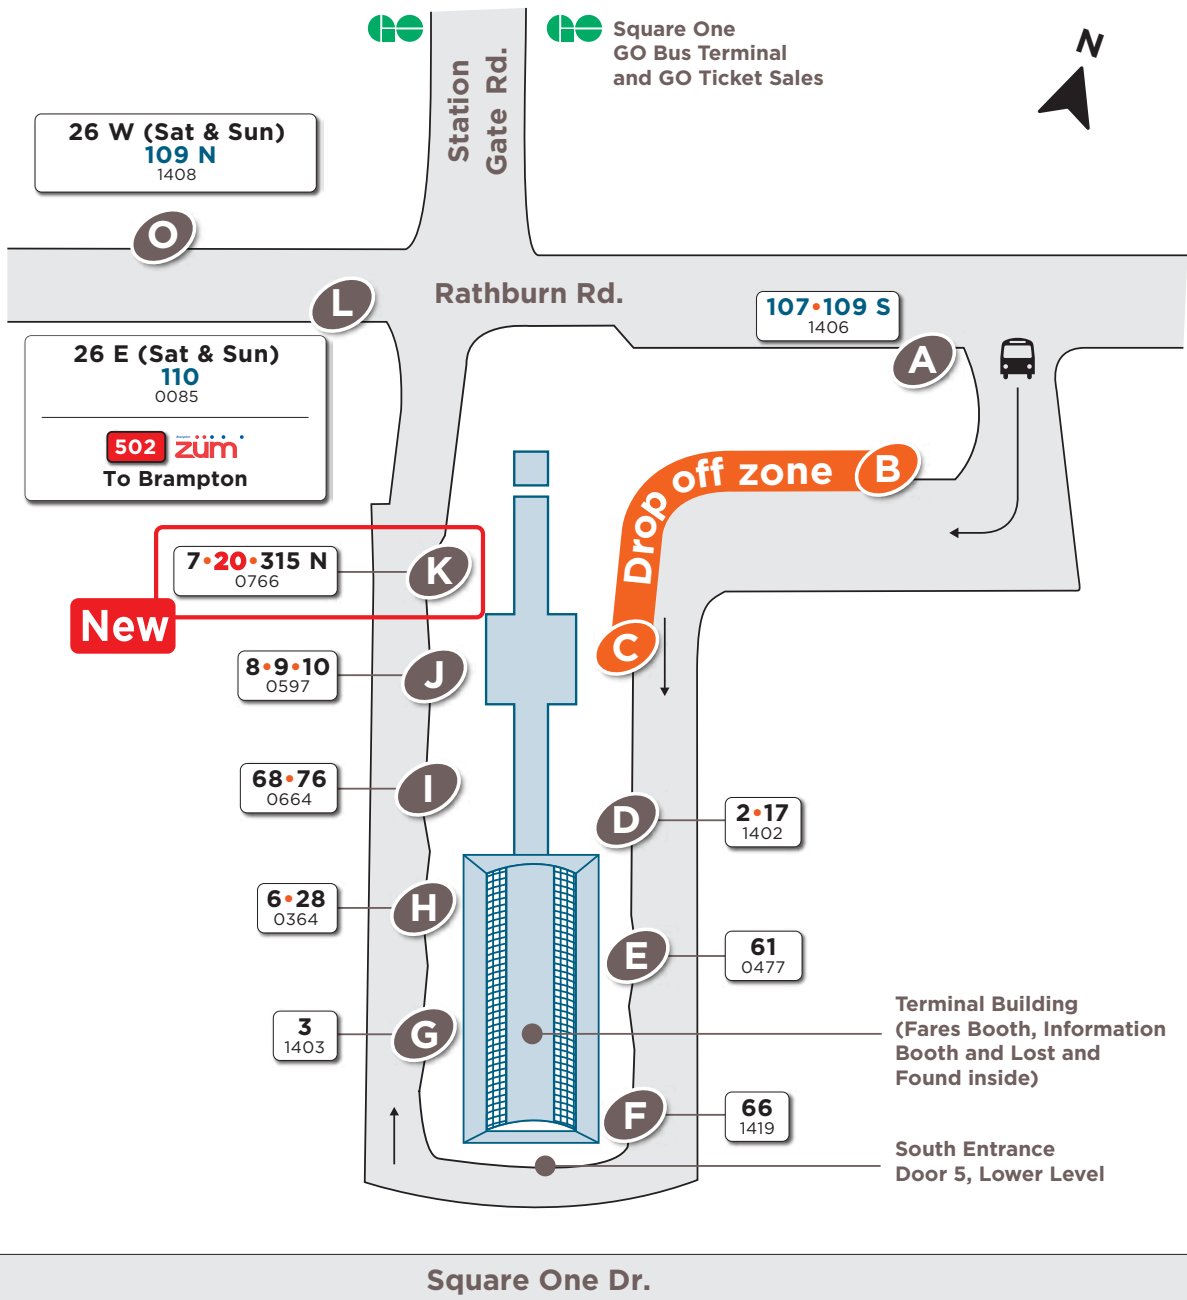 GO
GO
Square One
GO Bus Terminal
and GO Ticket Sales
N
Station
Gate Rd.
26 W (Sat & Sun)
109 N
1408
O
L
Rathburn Rd.
107•109 S
1406
A
26 E (Sat & Sun)
110
0085
502 züm
To Brampton
Drop off zone
B
C
7•20•315 N
0766
K
New
8•9•10
0597
J
68•76
0664
I
D
2•17
1402
6•28
0364
H
E
61
0477
3
1403
G
Terminal Building
(Fares Booth, Information
Booth and Lost and
Found inside)
F
66
1419
South Entrance
Door 5, Lower Level
Square One Dr.